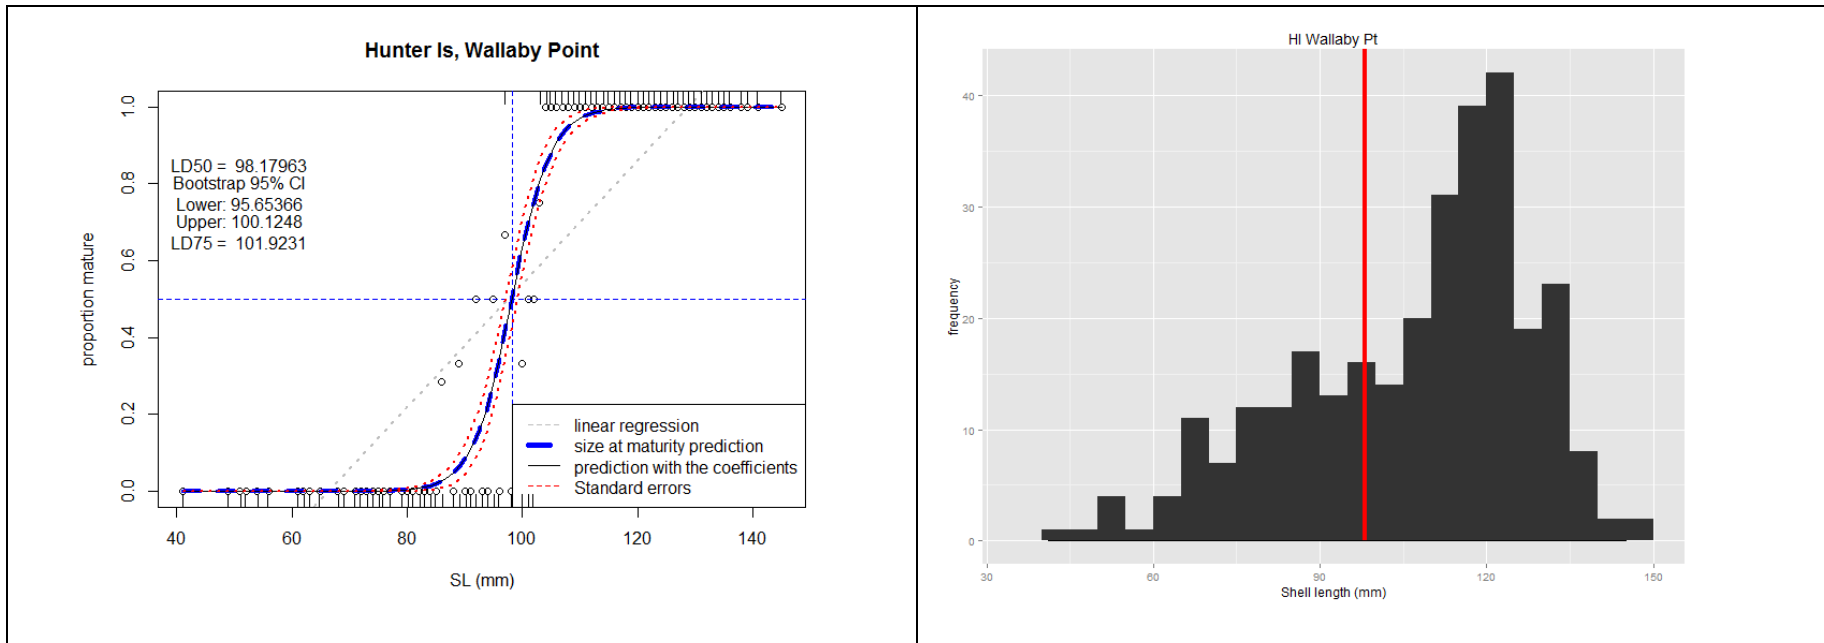 Hunter Is, Wallaby Point
proportion mature
1.0
0.8
0.6
0.4
0.2
0.0
LD50 = 98.17963
Bootstrap 95% CI
Lower: 95.65366
Upper: 100.1248
LD75 = 101.9231
linear regression
size at maturity prediction
prediction with the coefficients
Standard errors
40 60 80 100 120 140
SL (mm)
HI Wallaby Pt
frequency
40
30
20
10
0
30 60 90 120 150
Shell length (mm)